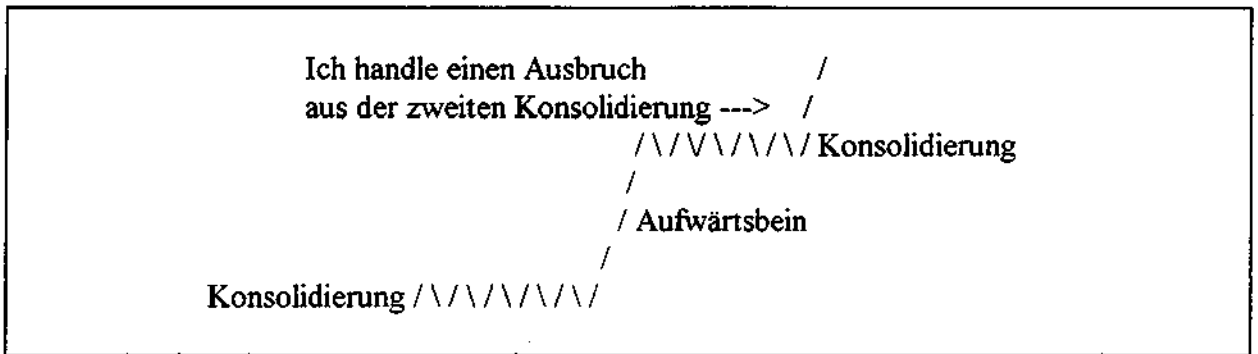 Ich handle einen Ausbruch /
aus der zweiten Konsolidierung ---> /
/ \ / \/ \ / \ / \ / Konsolidierung
/
/ Aufwärtsbein
/
Konsolidierung / \ / \ / \ / \ / \ /